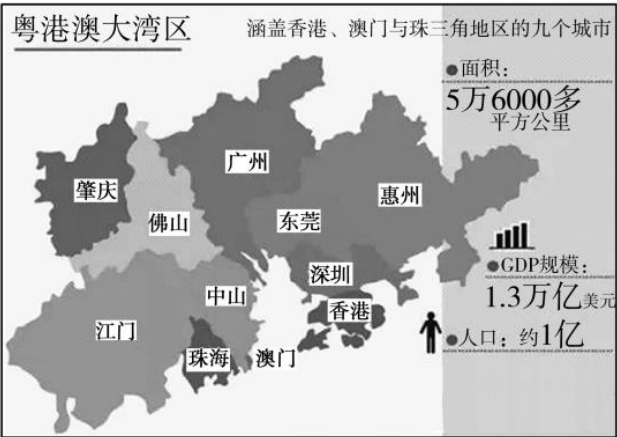 粤港澳大湾区
涵盖香港、澳门与珠三角地区的九个城市
●面积：
5万6000多
平方公里
广州
肇庆
惠州
佛山
东莞
深圳
中山
香港
江门
珠海
澳门
●GDP规模：
1.3万亿美元
●人口：约1亿